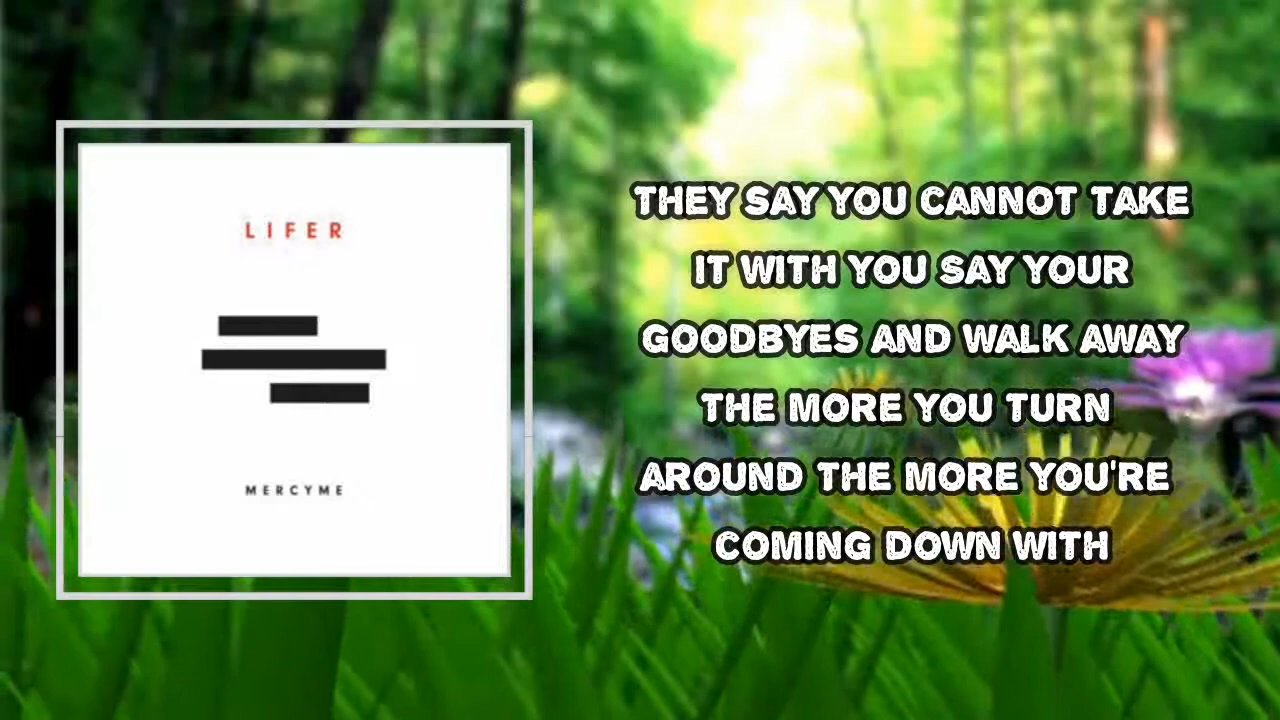 LIFER
MERCYME
THEY SAY YOU CANNOT TAKE
IT WITH YOU SAY YOUR
GOODBYES AND WALK AWAY
THE MORE YOU TURN
AROUND THE MORE YOU'RE
COMING DOWN WITH